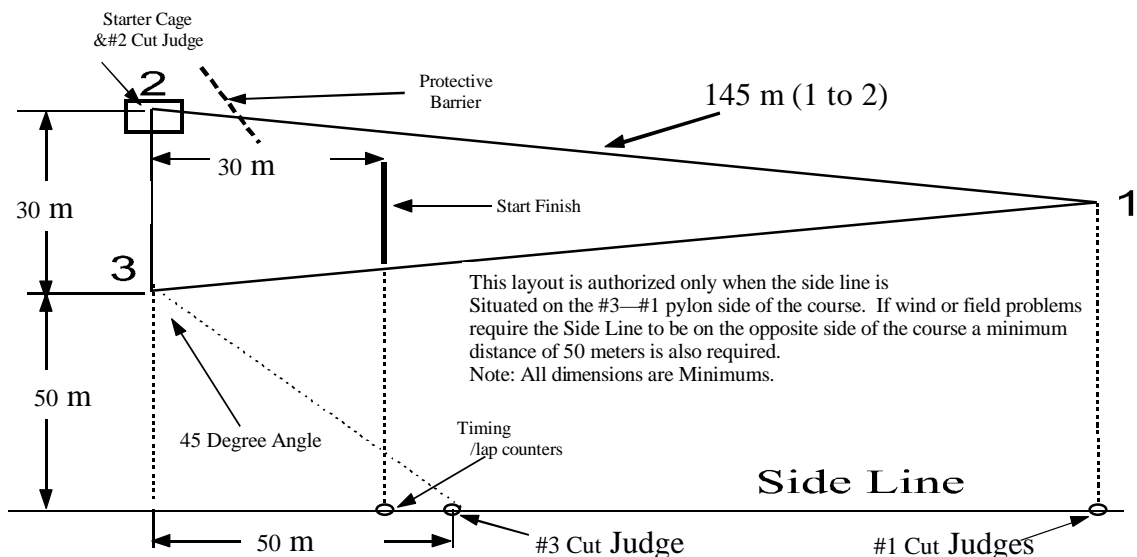 Starter Cage
&#2 Cut Judge
2
Protective
Barrier
145 m (1 to 2)
30 m
30 m
Start Finish
1
3
This layout is authorized only when the side line is
Situated on the #3—#1 pylon side of the course. If wind or field problems
require the Side Line to be on the opposite side of the course a minimum
distance of 50 meters is also required.
Note: All dimensions are Minimums.
50 m
45 Degree Angle
Timing
/lap counters
Side Line
50 m
#3 Cut Judge
#1 Cut Judges